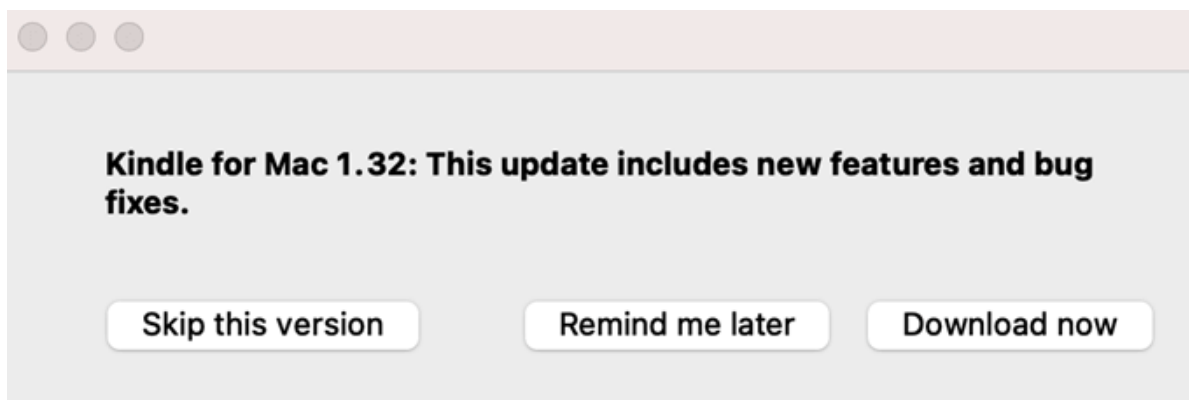 Kindle for Mac 1.32: This update includes new features and bug
fixes.
Skip this version Remind me later Download now